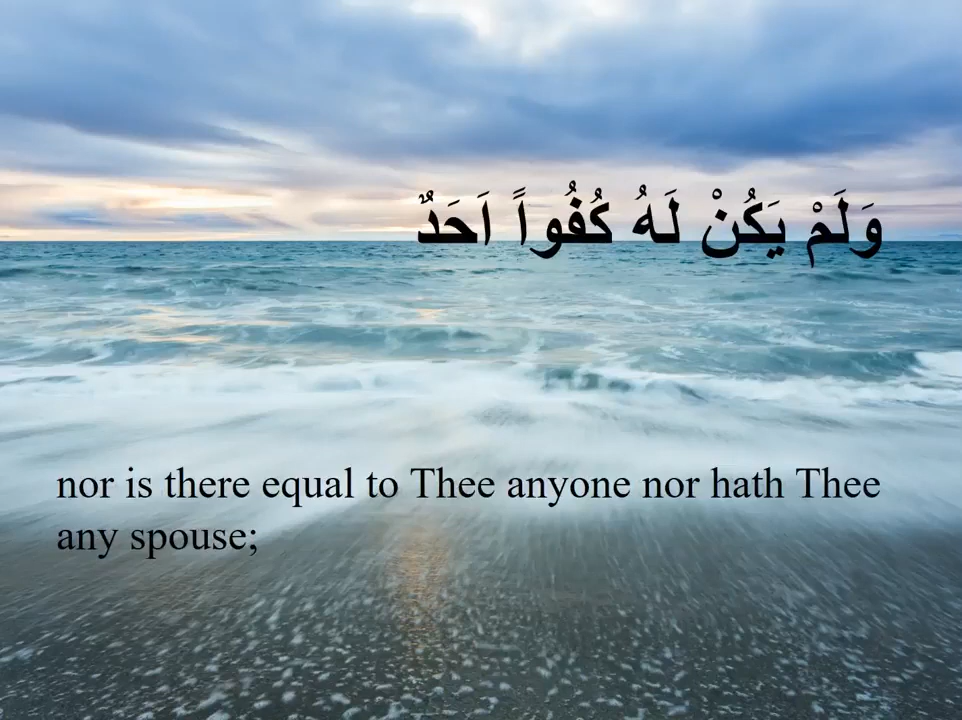 وَلَمْ يَكُنْ لَهُ كُفُواً اَحَدٌ
nor is there equal to Thee anyone nor hath Thee
any spouse;